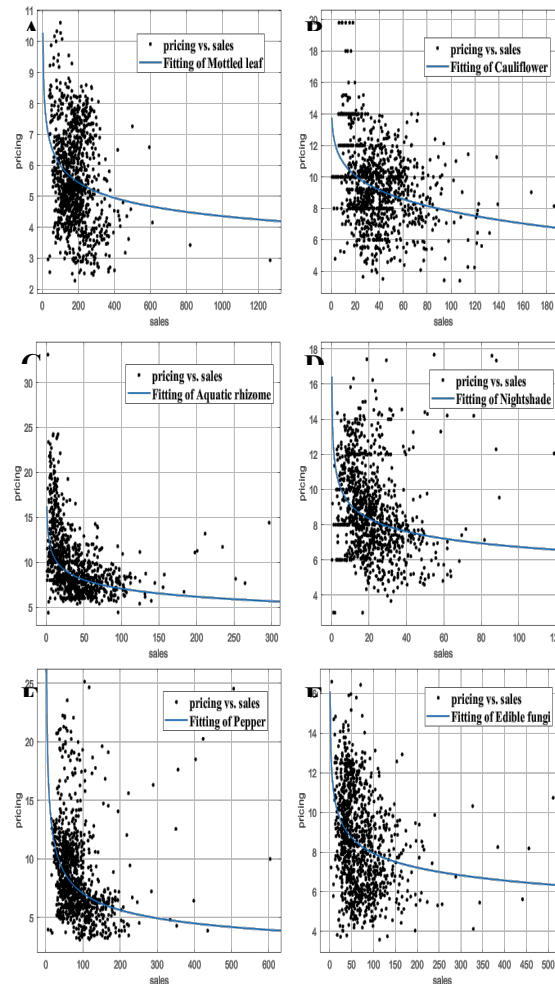 A
11
10
9
8
7
6
5
4
3
2
pricing
pricing vs. sales
Fitting of Mottled leaf
0 200 400 600 800 1000 1200
sales
B
20
18
16
14
12
10
8
6
4
pricing
pricing vs. sales
Fitting of Cauliflower
0 20 40 60 80 100 120 140 160 180
sales
C
30
25
20
15
10
5
pricing
pricing vs. sales
Fitting of Aquatic rhizome
0 50 100 150 200 250 300
sales
D
18
16
14
12
10
8
6
4
pricing
pricing vs. sales
Fitting of Nightshade
0 20 40 60 80 100
sales
25
20
15
10
5
pricing
pricing vs. sales
Fitting of Pepper
0 100 200 300 400 500 600
sales
16
14
12
10
8
6
4
pricing
pricing vs. sales
Fitting of Edible fungi
0 50 100 150 200 250 300 350 400 450 500
sales